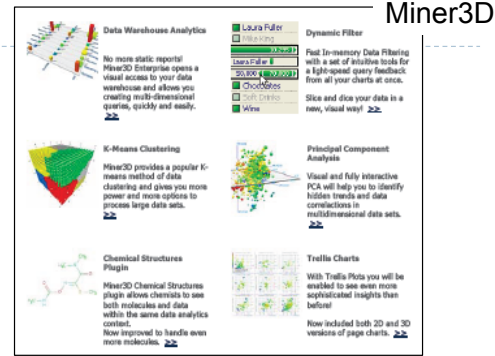 Miner3D
Data Warehouse Analytics
No more static reports!
Miner3D Enterprise opens a
visual access to your data
warehouse and allows you
creating multi-dimensional
queries, quickly and easily.
>>
Laura Fuller
Mike King
Laura Fuller
50,000
Chocolates
Soft Drinks
Wine
Dynamic Filter
Fast In-memory Data Filtering
with a set of intuitive tools for
a light-speed query feedback
from all your charts at once.
Slice and dice your data in a
new, visual way! >>
K-Means Clustering
Miner3D provides a popular K-
means method of data
clustering and gives you more
power and more options to
process large data sets.
>>
Principal Component
Analysis
Visual and fully interactive
PCA will help you to identify
hidden trends and data
correlactions in
multidimensional data sets.
>>
Chemical Structures
Plugin
Miner3D Chemical Structures
plugin allows chemists to see
both molecules and data
within the same data analytics
context.
Now improved to handle even
more molecules. >>
Trellis Charts
With Trellis Plots you will be
enabled to see even more
sophisticated insights than
before!
Now included both 2D and 3D
versions of page charts. >>